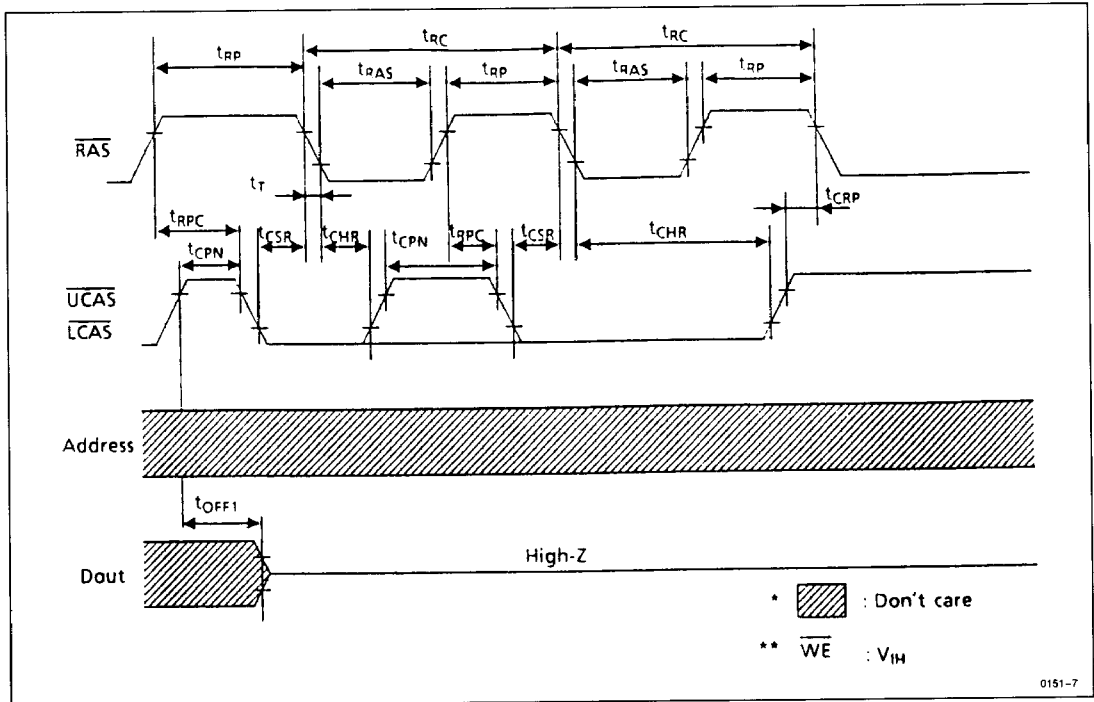 tRP tRC tRC
tRAS tRP tRAS tRP
RAS
tT
tCRP
tRPC
tCSR tCHR tCPN tRPC tCSR tCHR
tCPN
UCAS
LCAS
Address
tOFF1
High-Z
Dout
* : Don't care
** WE : VIH
0151-7